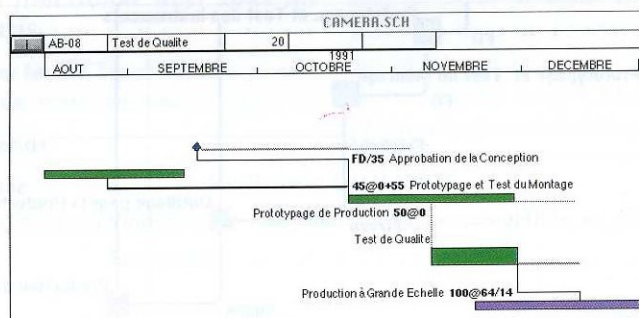 CAMERA.SCH
AB-08 Test de Qualite 20
1991
AOUT SEPTEMBRE OCTOBRE NOVEMBRE DECEMBRE
FD/35 Approbation de la Conception
45@0+55 Prototypage et Test du Montage
Prototypage de Production 50@0
Test de Qualite
Production à Grande Echelle 100@64/14